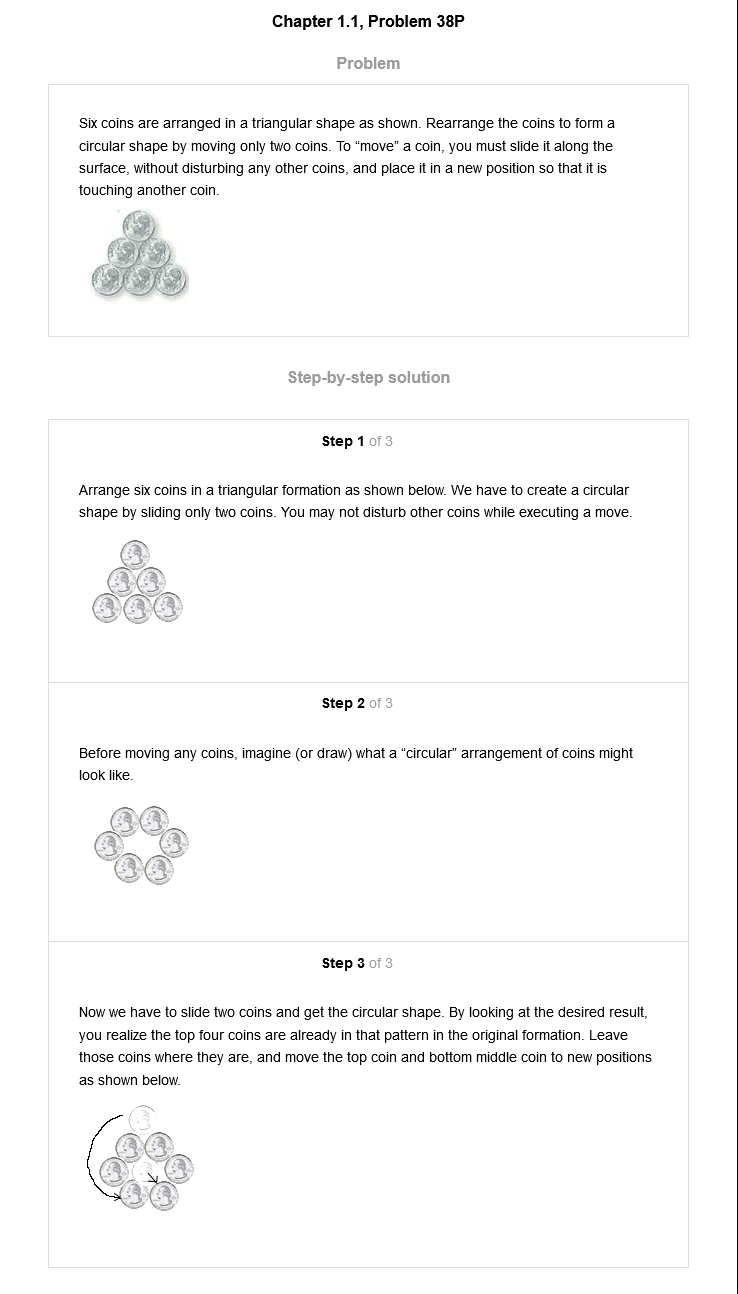 Chapter 1.1, Problem 38P
Problem
Six coins are arranged in a triangular shape as shown. Rearrange the coins to form a
circular shape by moving only two coins. To “move” a coin, you must slide it along the
surface, without disturbing any other coins, and place it in a new position so that it is
touching another coin.
Step-by-step solution
Step 1 of 3
Arrange six coins in a triangular formation as shown below. We have to create a circular
shape by sliding only two coins. You may not disturb other coins while executing a move.
Step 2 of 3
Before moving any coins, imagine (or draw) what a “circular” arrangement of coins might
look like.
Step 3 of 3
Now we have to slide two coins and get the circular shape. By looking at the desired result,
you realize the top four coins are already in that pattern in the original formation. Leave
those coins where they are, and move the top coin and bottom middle coin to new positions
as shown below.